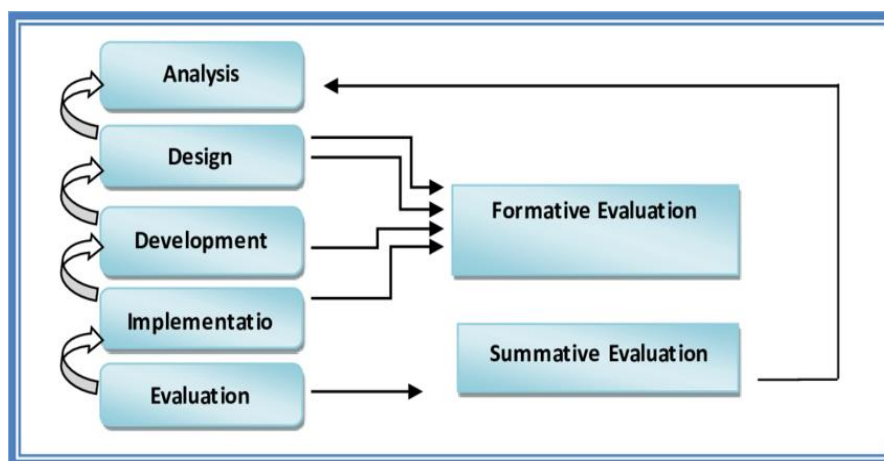 Analysis
Design
Development
Implementatio
Evaluation
Formative Evaluation
Summative Evaluation